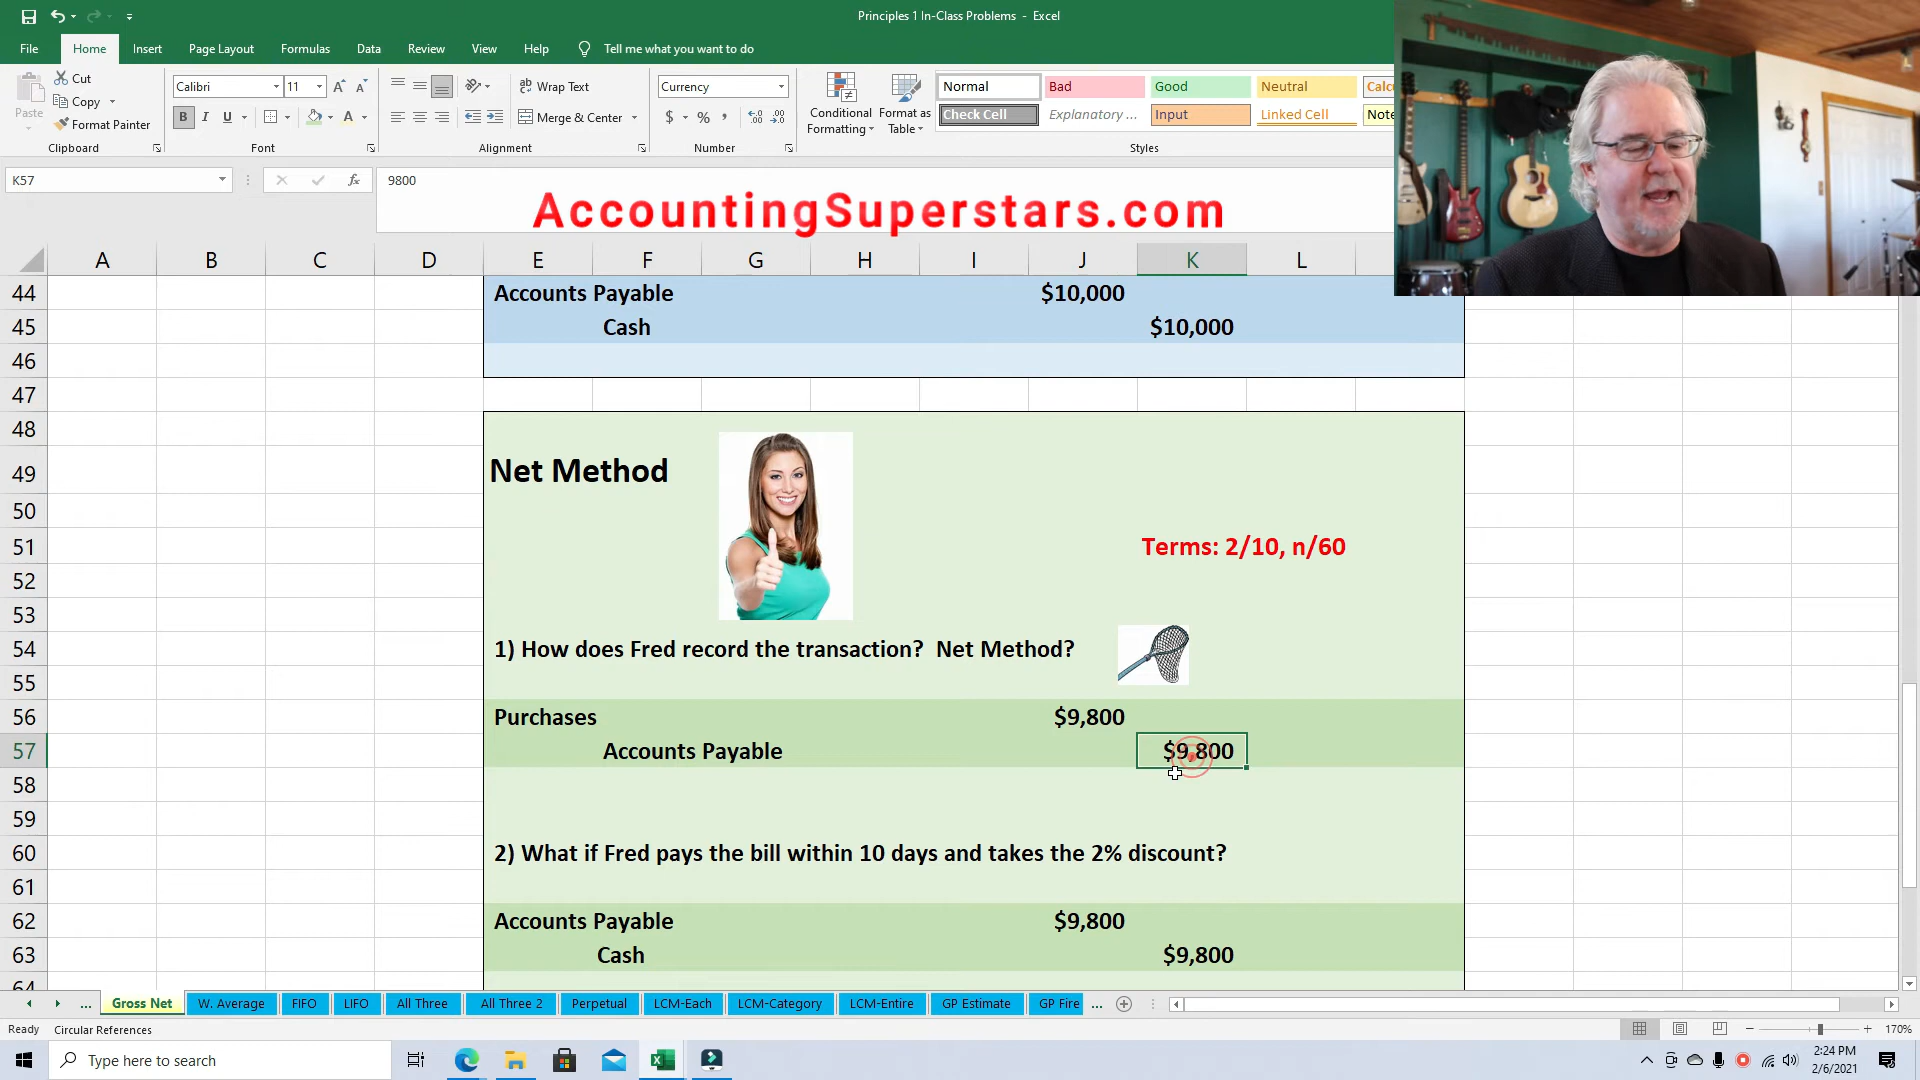 Principles 1 In-Class Problems - Excel
File Home Insert Page Layout Formulas Data Review View Help Tell me what you want to do
Paste
Cut
Copy
Format Painter
Clipboard
Calibri 11
B I U
Font
Wrap Text
Merge & Center
Alignment
Currency
$ % ,
Number
Conditional Formatting
Format as Table
Normal Bad Good Neutral
Check Cell Explanatory ... Input Linked Cell Note
Styles
K57
fx
9800
AccountingSuperstars.com
A B C D E F G H I J K L
44 Accounts Payable $10,000
45 Cash $10,000
46
47
48
49 Net Method
50
51 Terms: 2/10, n/60
52
53
54 1) How does Fred record the transaction? Net Method?
55
56 Purchases $9,800
57 Accounts Payable $9,800
58
59
60 2) What if Fred pays the bill within 10 days and takes the 2% discount?
61
62 Accounts Payable $9,800
63 Cash $9,800
64
... Gross Net W. Average FIFO LIFO All Three All Three 2 Perpetual LCM-Each LCM-Category LCM-Entire GP Estimate GP Fire ...
Ready Circular References 170%
Type here to search
2:24 PM
2/6/2021